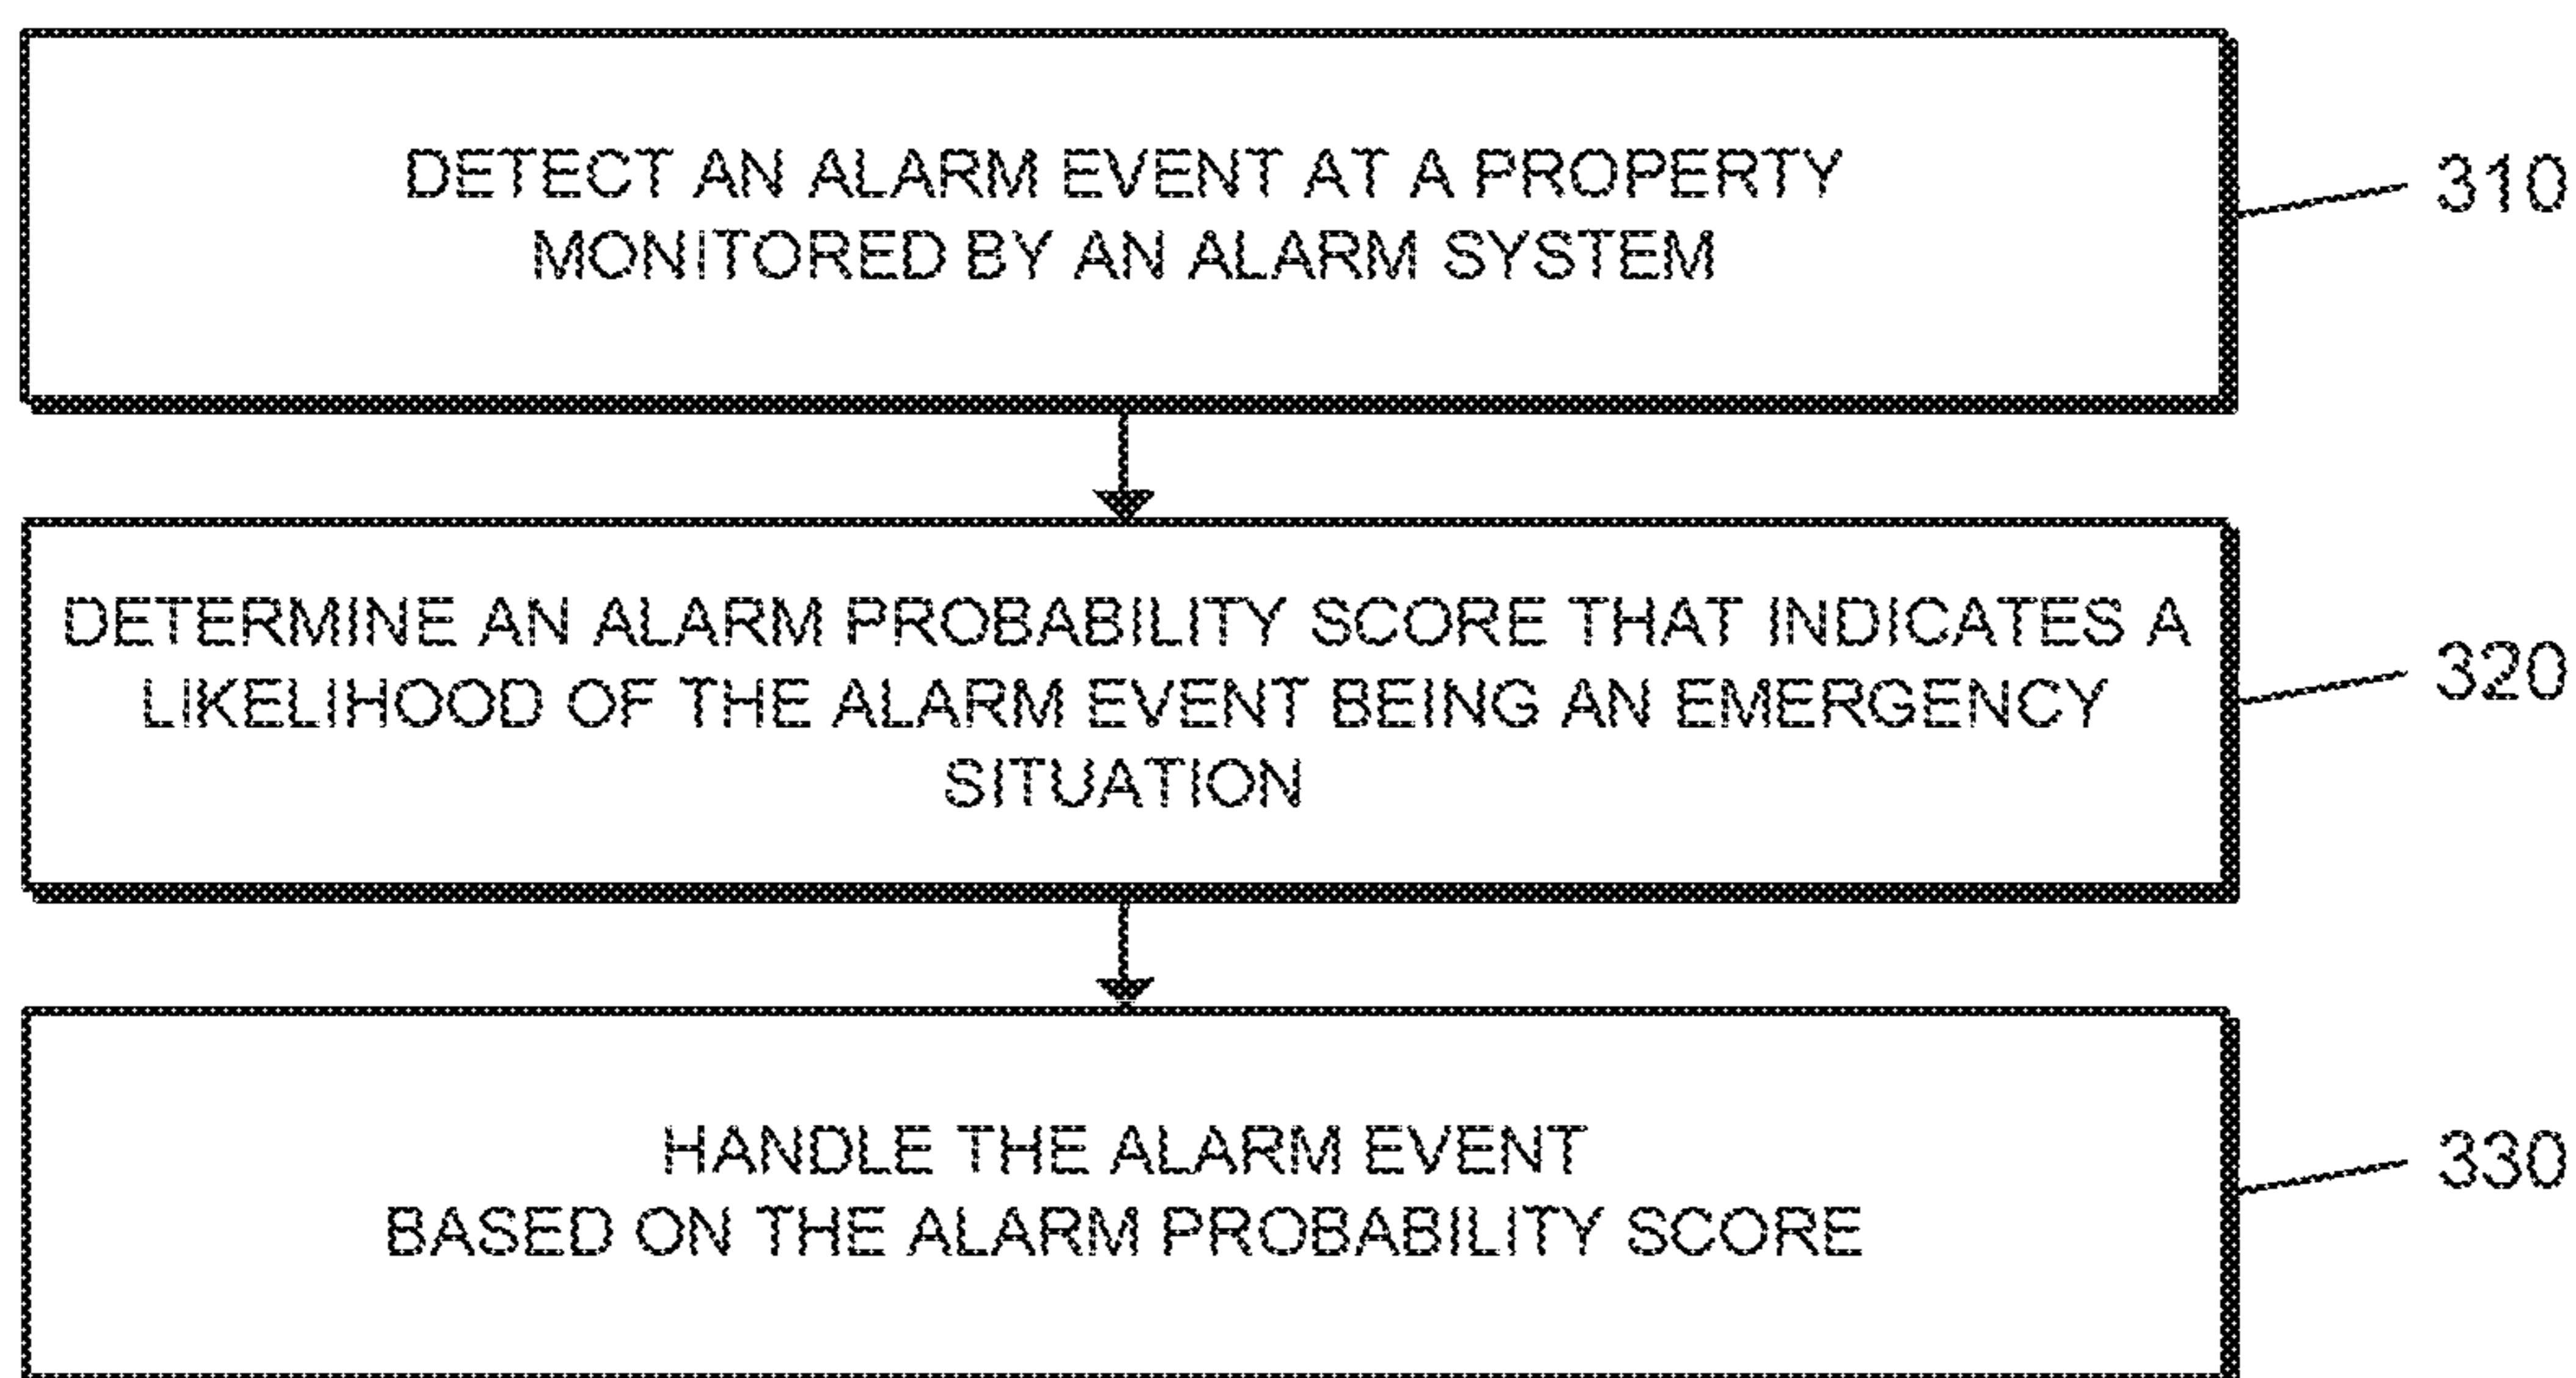 DETECT AN ALARM EVENT AT A PROPERTY
MONITORED BY AN ALARM SYSTEM
310
DETERMINE AN ALARM PROBABILITY SCORE THAT INDICATES A
LIKELIHOOD OF THE ALARM EVENT BEING AN EMERGENCY
SITUATION
320
HANDLE THE ALARM EVENT
BASED ON THE ALARM PROBABILITY SCORE
330